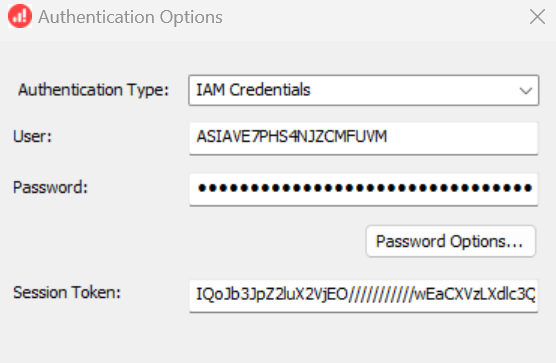 Authentication Options
Authentication Type: IAM Credentials
User: ASIAVE7PHS4NJZCMFUVM
Password: ••••••••••••••••••••••••••••••••
Password Options...
Session Token: IQoJb3JpZ2luX2VjEO///////////wEaCXVzLXdlc3Q